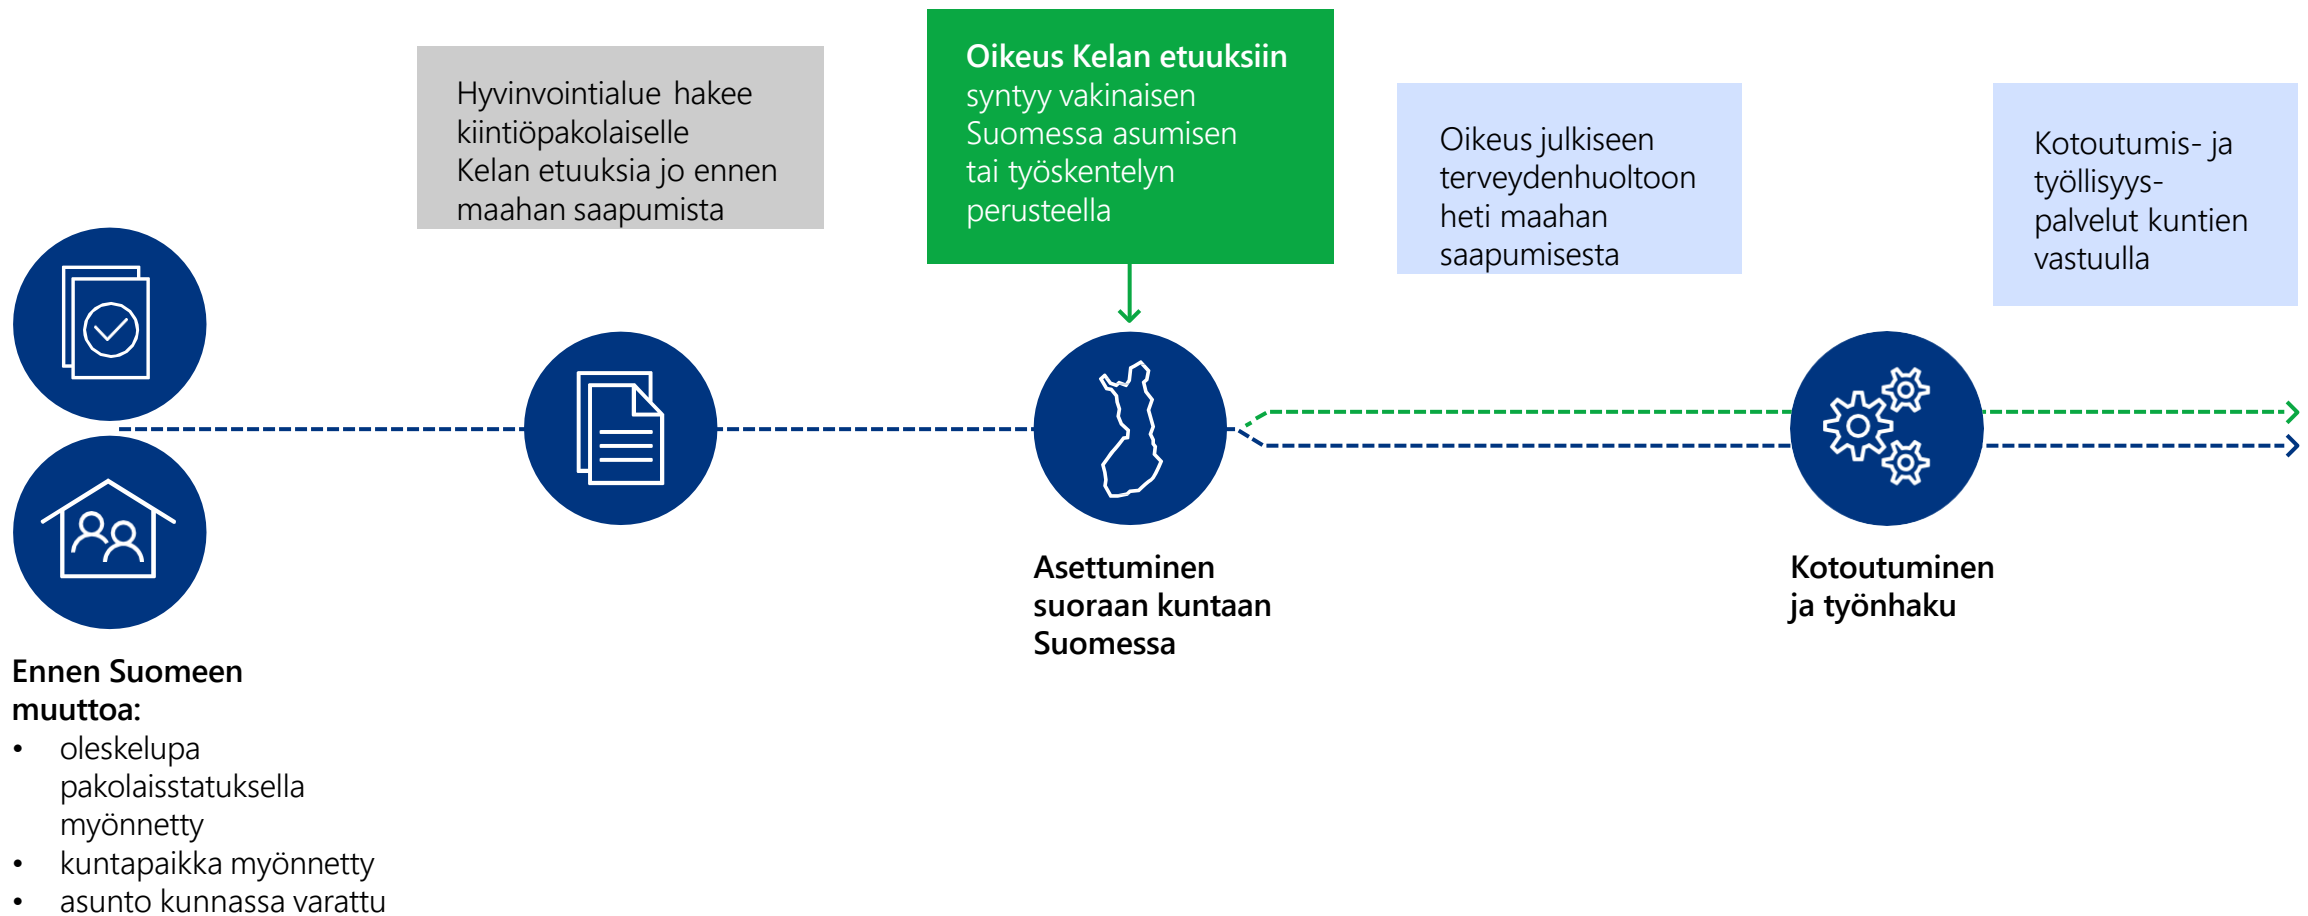 Hyvinvointialue hakee
kiintiöpakolaiselle
Kelan etuuksia jo ennen
maahan saapumista
Oikeus Kelan etuuksiin
syntyy vakinaisen
Suomessa asumisen
tai työskentelyn
perusteella
Oikeus julkiseen
terveydenhuoltoon
heti maahan
saapumisesta
Kotoutumis- ja
työllisyys-
palvelut kuntien
vastuulla
Ennen Suomeen
muuttoa:
• oleskelupa
pakolaisstatuksella
myönnetty
• kuntapaikka myönnetty
• asunto kunnassa varattu
Asettuminen
suoraan kuntaan
Suomessa
Kotoutuminen
ja työnhaku